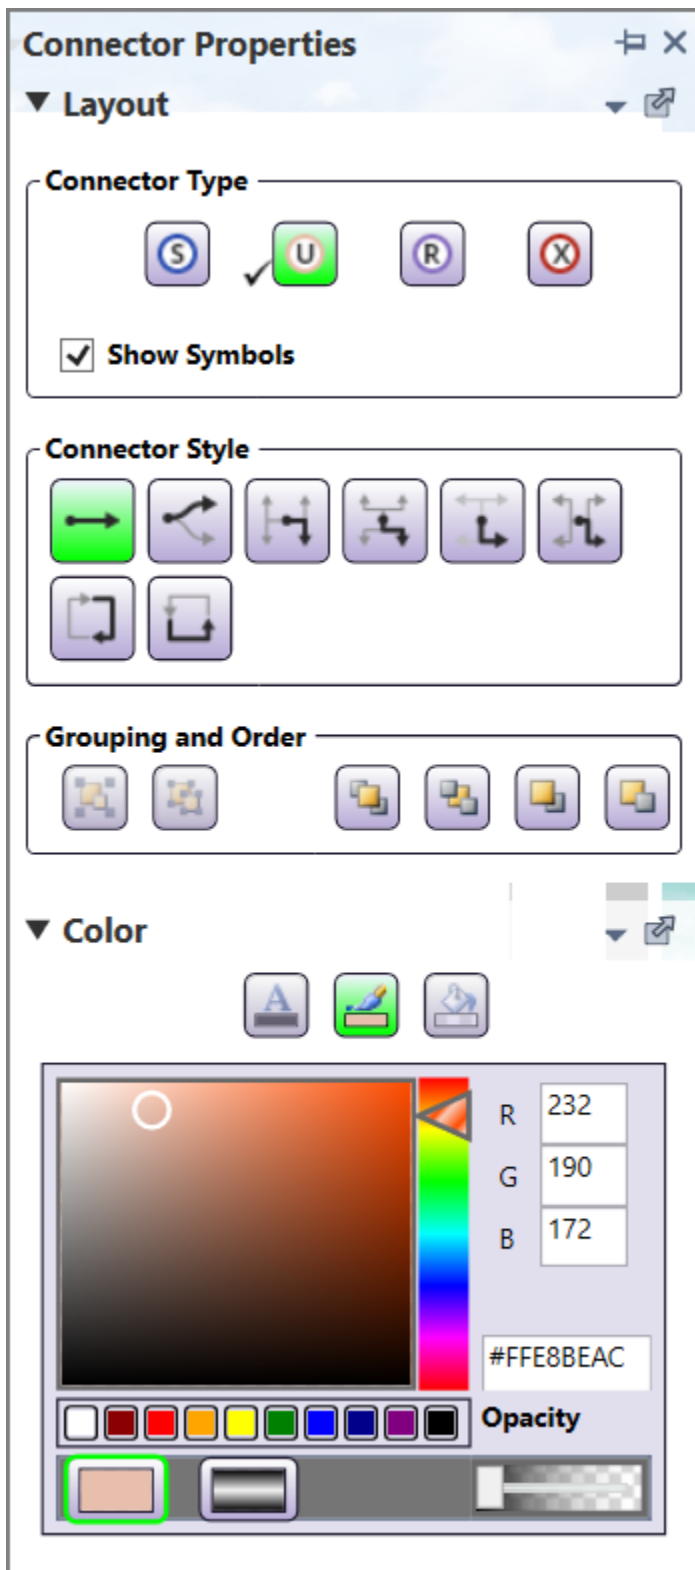 Connector Properties
Layout
Connector Type
S U R X
Show Symbols
Connector Style
Grouping and Order
Color
A
R 232
G 190
B 172
#FFE8BEAC
Opacity